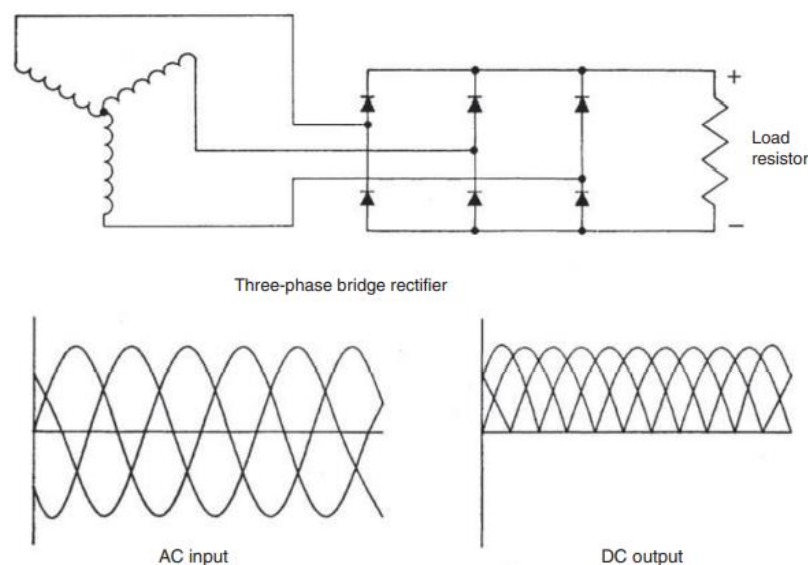 +
Load
resistor
−
Three-phase bridge rectifier
AC input
DC output